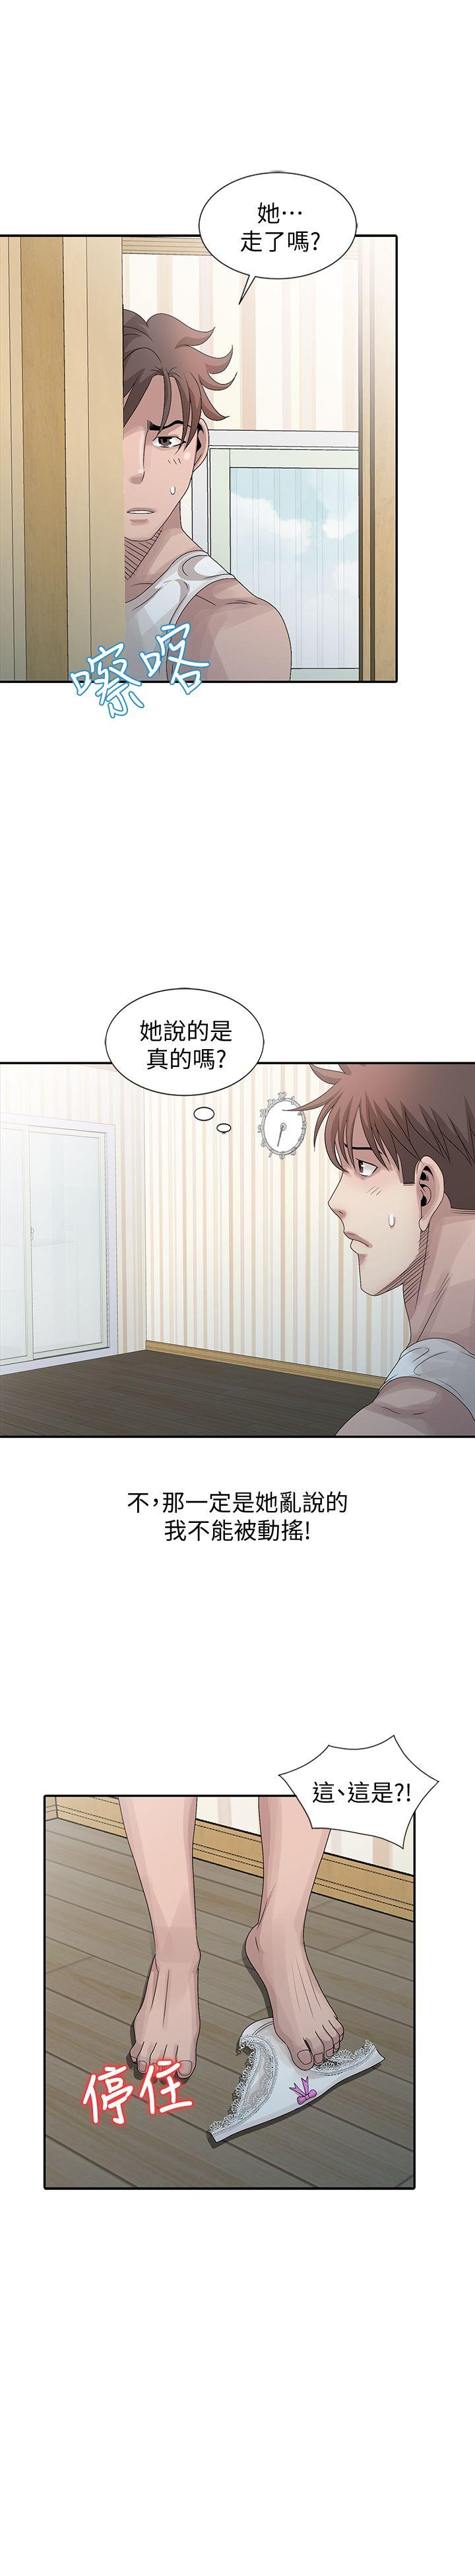 她…
走了嗎?
喀嚓
她說的是
真的嗎?
不,那一定是她亂說的
我不能被動搖!
這、這是?!
停住